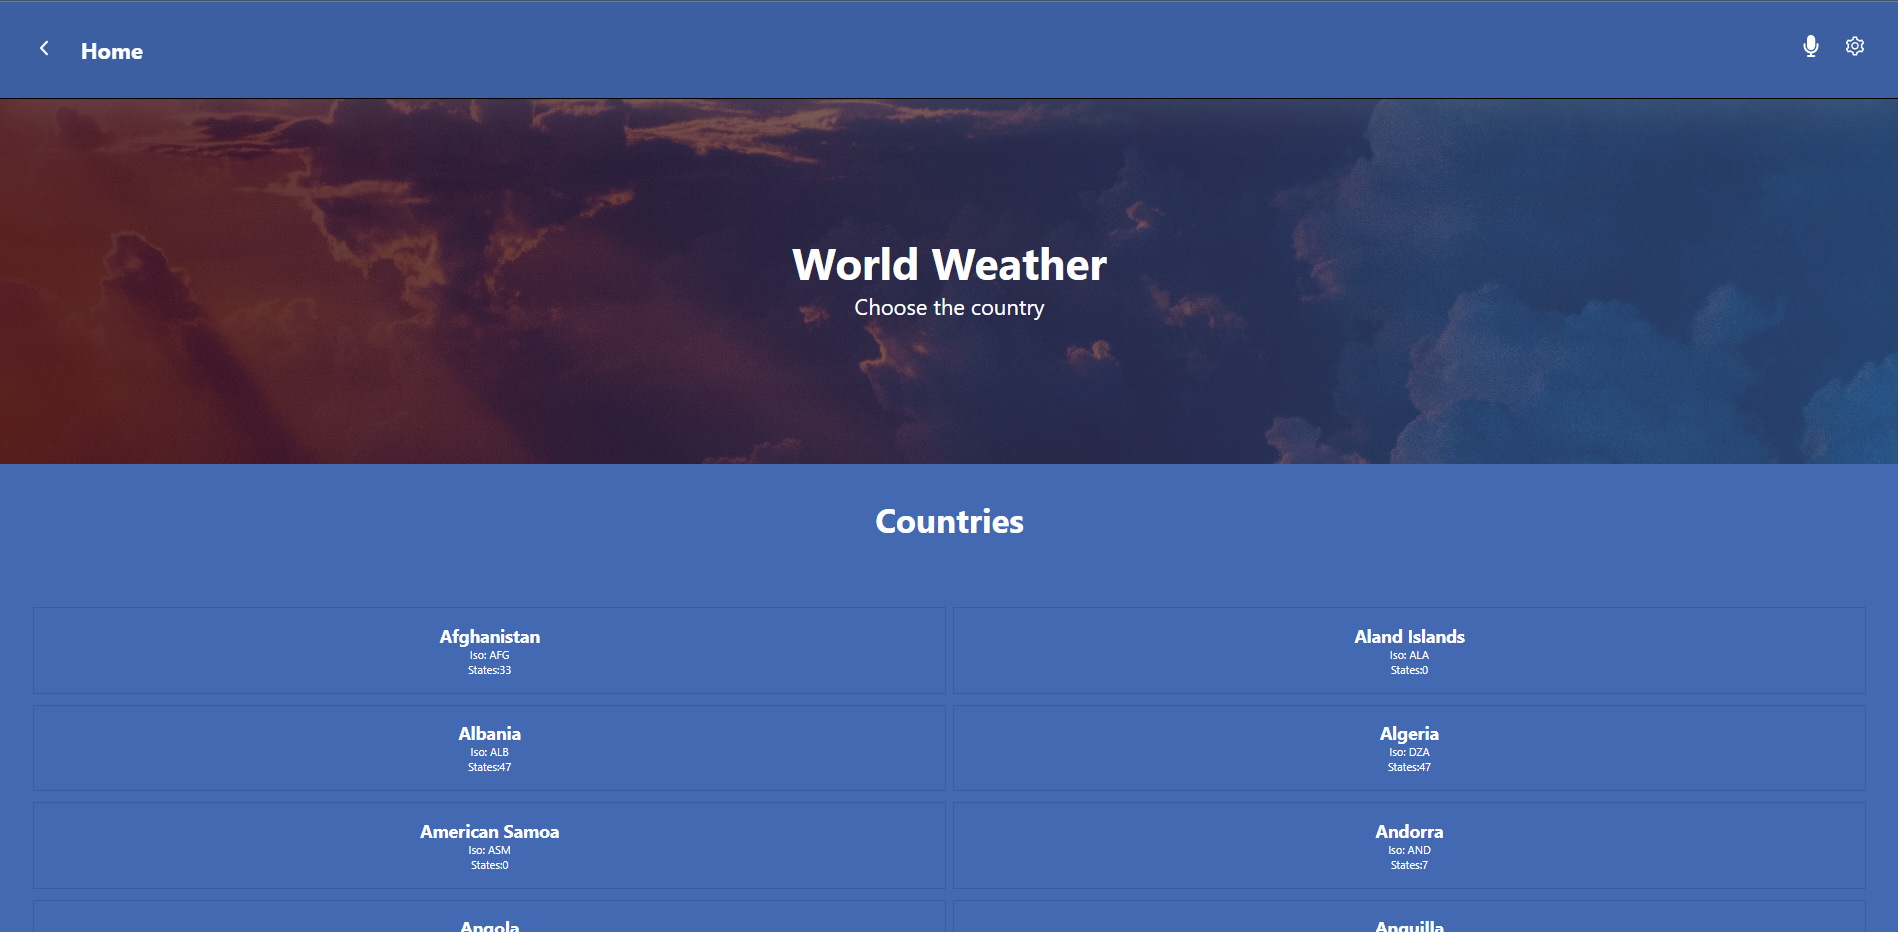 Home
World Weather
Choose the country
Countries
Afghanistan
Iso: AFG
States:33
Aland Islands
Iso: ALA
States:0
Albania
Iso: ALB
States:47
Algeria
Iso: DZA
States:47
American Samoa
Iso: ASM
States:0
Andorra
Iso: AND
States:7
Angola
Anguilla